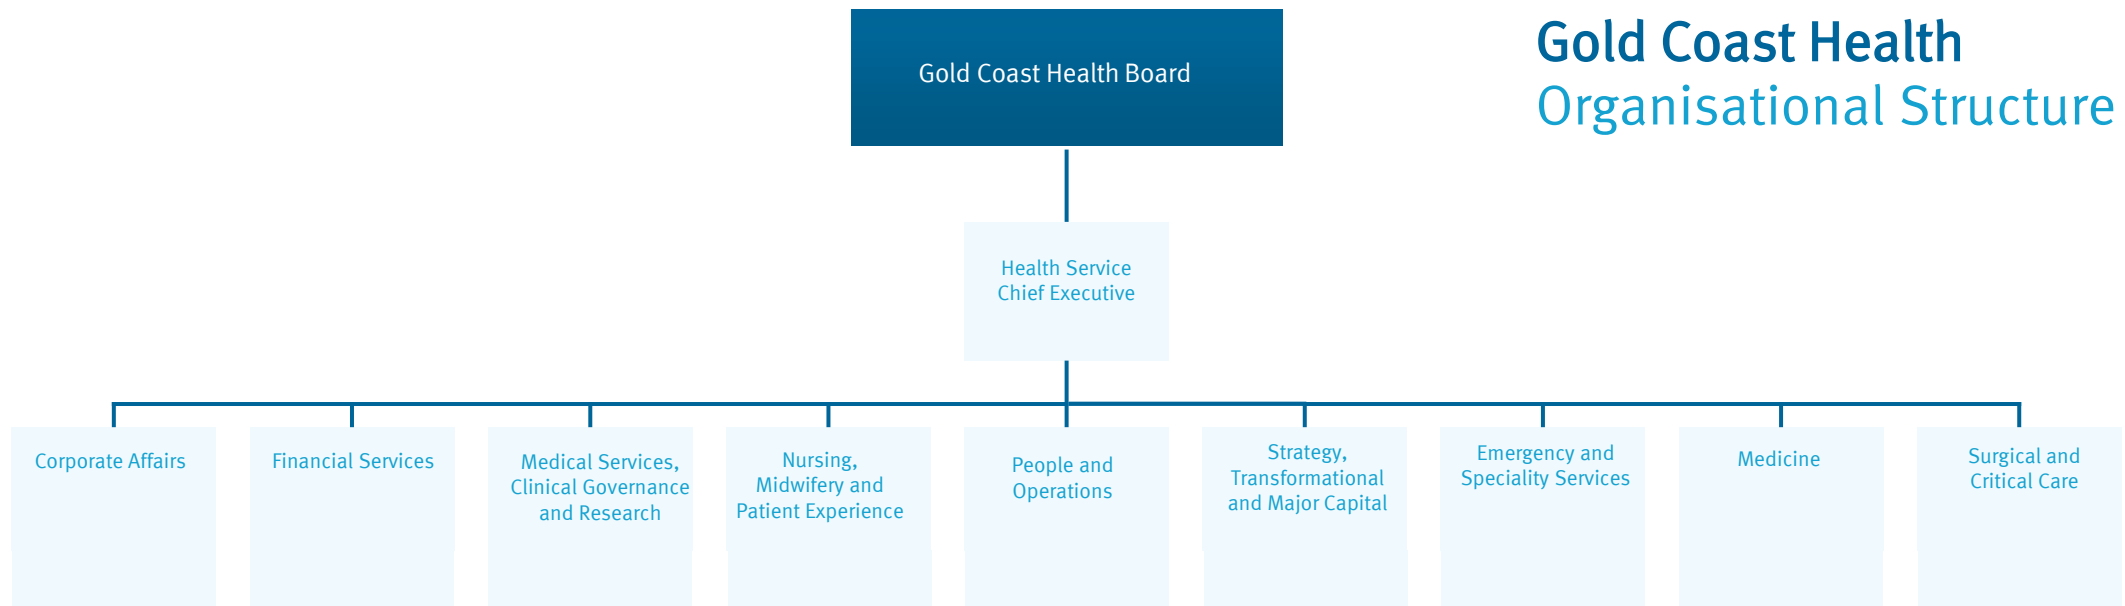 Gold Coast Health
Organisational Structure
Gold Coast Health Board
Health Service
Chief Executive
Corporate Affairs
Financial Services
Medical Services,
Clinical Governance
and Research
Nursing,
Midwifery and
Patient Experience
People and
Operations
Strategy,
Transformational
and Major Capital
Emergency and
Speciality Services
Medicine
Surgical and
Critical Care